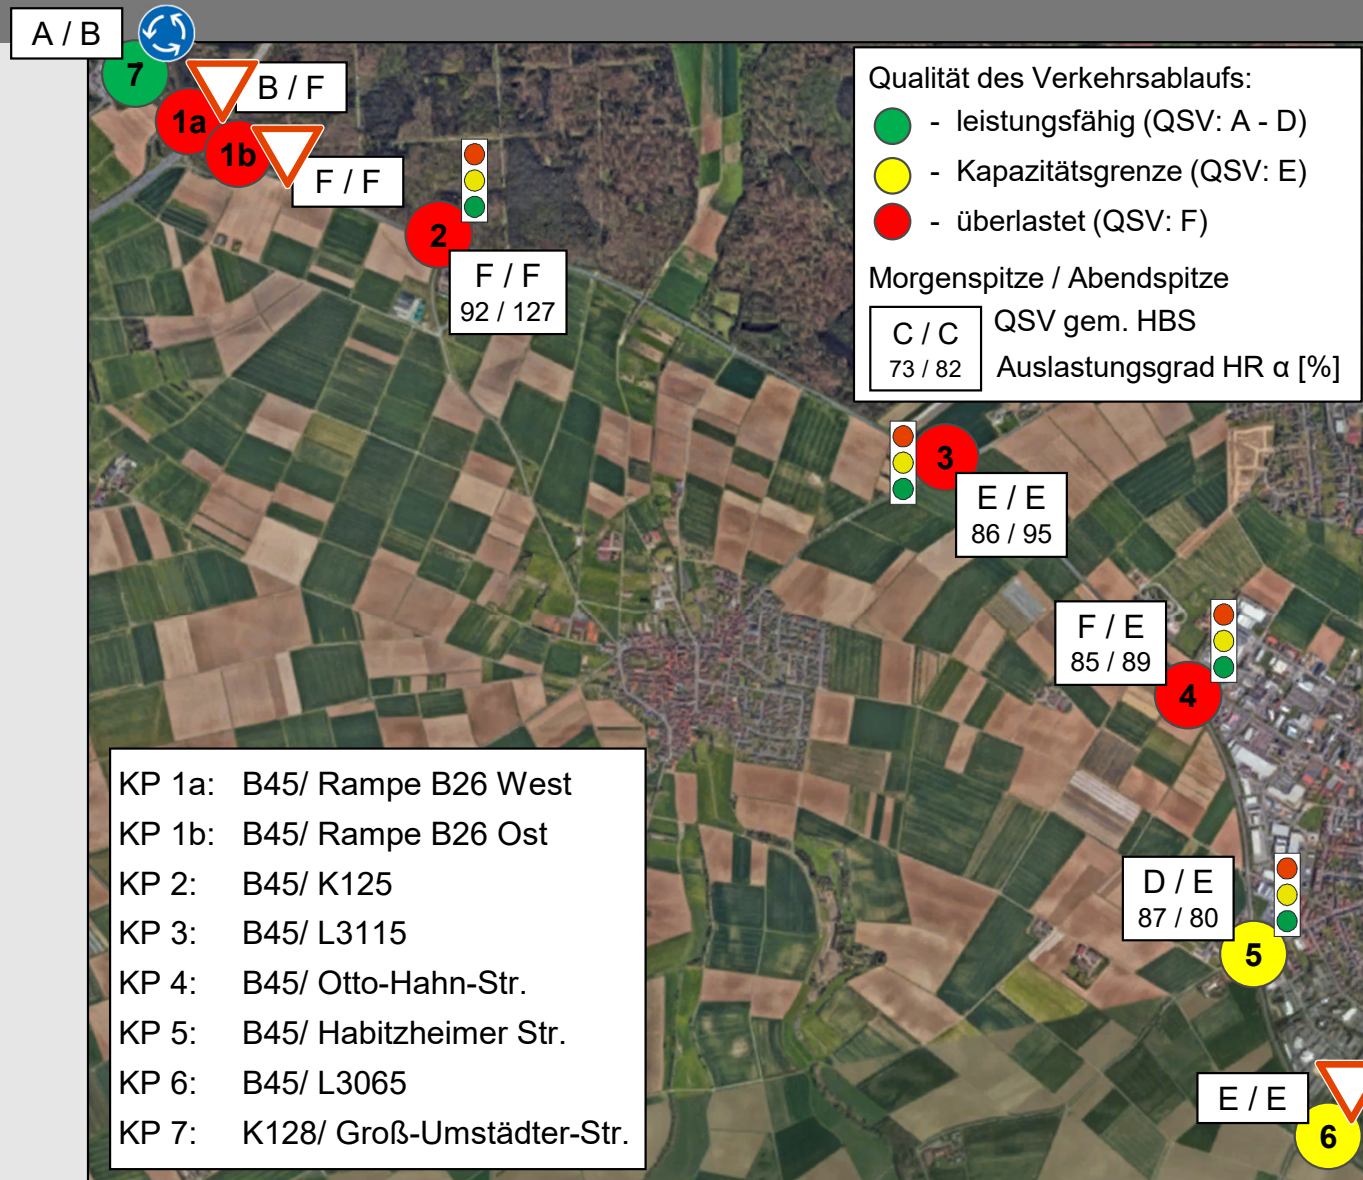 A / B
7
1a
B / F
1b
F / F
2
F / F
92 / 127
Qualität des Verkehrsablaufs:
- leistungsfähig (QSV: A - D)
- Kapazitätsgrenze (QSV: E)
- überlastet (QSV: F)
Morgenspitze / Abendspitze
C / C
73 / 82
QSV gem. HBS
Auslastungsgrad HR α [%]
3
E / E
86 / 95
F / E
85 / 89
4
D / E
87 / 80
5
E / E
6
KP 1a: B45/ Rampe B26 West
KP 1b: B45/ Rampe B26 Ost
KP 2: B45/ K125
KP 3: B45/ L3115
KP 4: B45/ Otto-Hahn-Str.
KP 5: B45/ Habitzheimer Str.
KP 6: B45/ L3065
KP 7: K128/ Groß-Umstädter-Str.